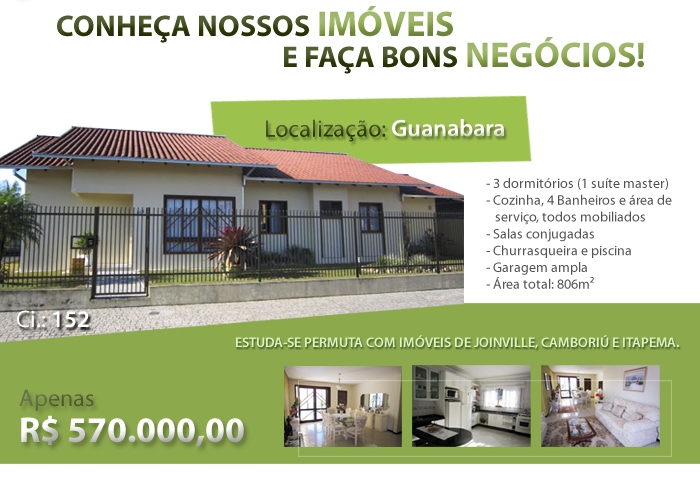 CONHEÇA NOSSOS IMÓVEIS
E FAÇA BONS NEGÓCIOS!
Localização: Guanabara
- 3 dormitórios (1 suíte master)
- Cozinha, 4 Banheiros e área de
serviço, todos mobiliados
- Salas conjugadas
- Churrasqueira e piscina
- Garagem ampla
- Área total: 806m²
Ci.: 152
ESTUDA-SE PERMUTA COM IMÓVEIS DE JOINVILLE, CAMBORIÚ E ITAPEMA.
Apenas
R$ 570.000,00